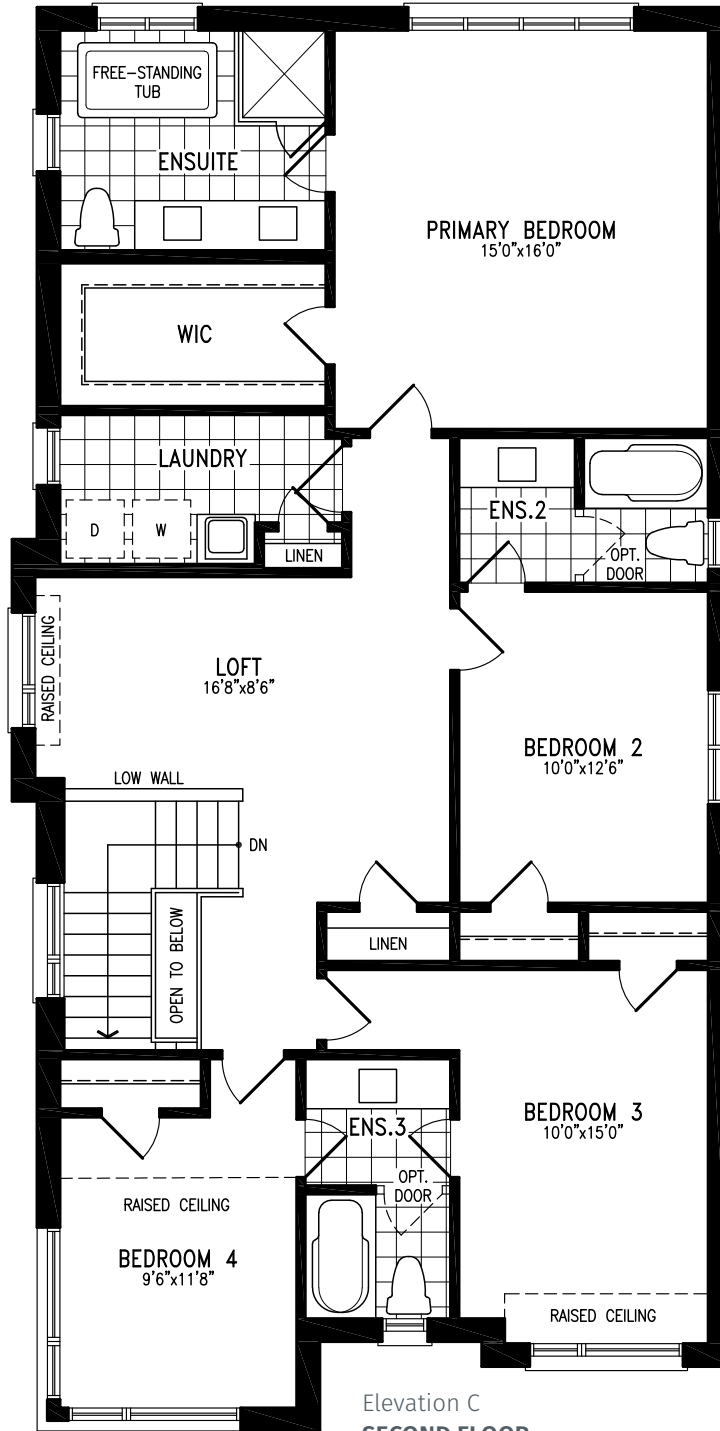 FREE-STANDING
TUB
ENSUITE
PRIMARY BEDROOM
15'0"x16'0"
WIC
LAUNDRY
D
W
LINEN
ENS.2
OPT.
DOOR
RAISED CEILING
LOFT
16'8"x8'6"
BEDROOM 2
10'0"x12'6"
LOW WALL
DN
OPEN TO BELOW
LINEN
BEDROOM 3
10'0"x15'0"
ENS.3
OPT.
DOOR
RAISED CEILING
BEDROOM 4
9'6"x11'8"
RAISED CEILING
Elevation C
SECOND FLOOR